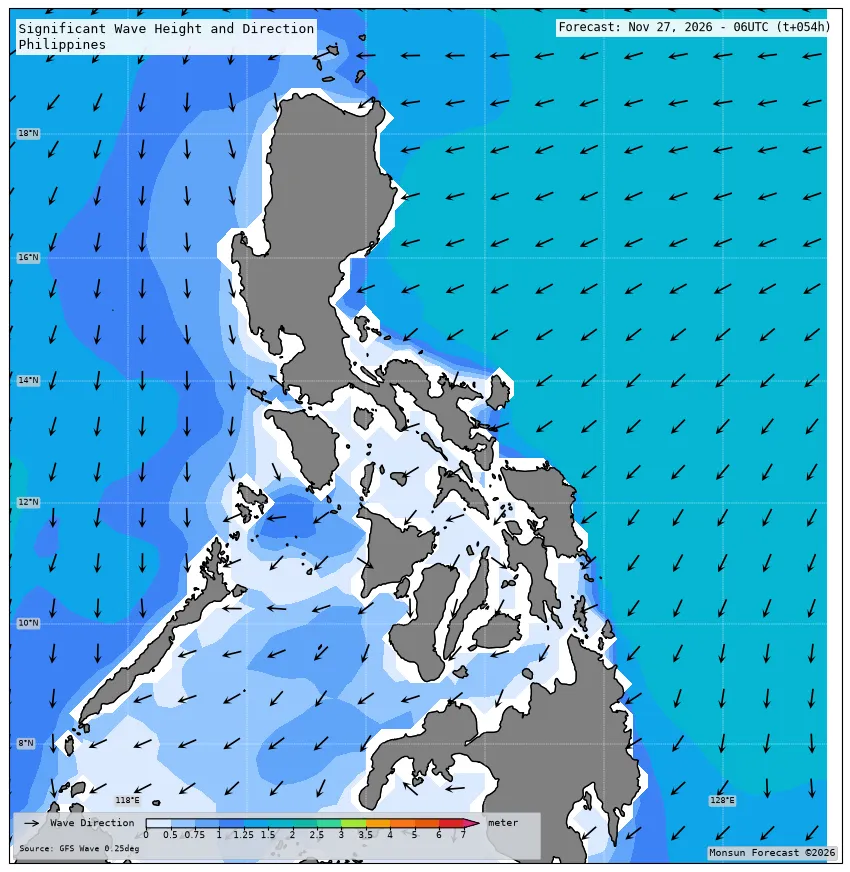 Significant Wave Height and Direction
Philippines
Forecast: Nov 27, 2026 - 06UTC (t+054h)
18°N
16°N
14°N
12°N
10°N
8°N
118°E
128°E
Wave Direction
0 0.5 0.75 1 1.25 1.5 2 2.5 3 3.5 4 5 6 7
meter
Source: GFS Wave 0.25deg
Monsun Forecast ©2026